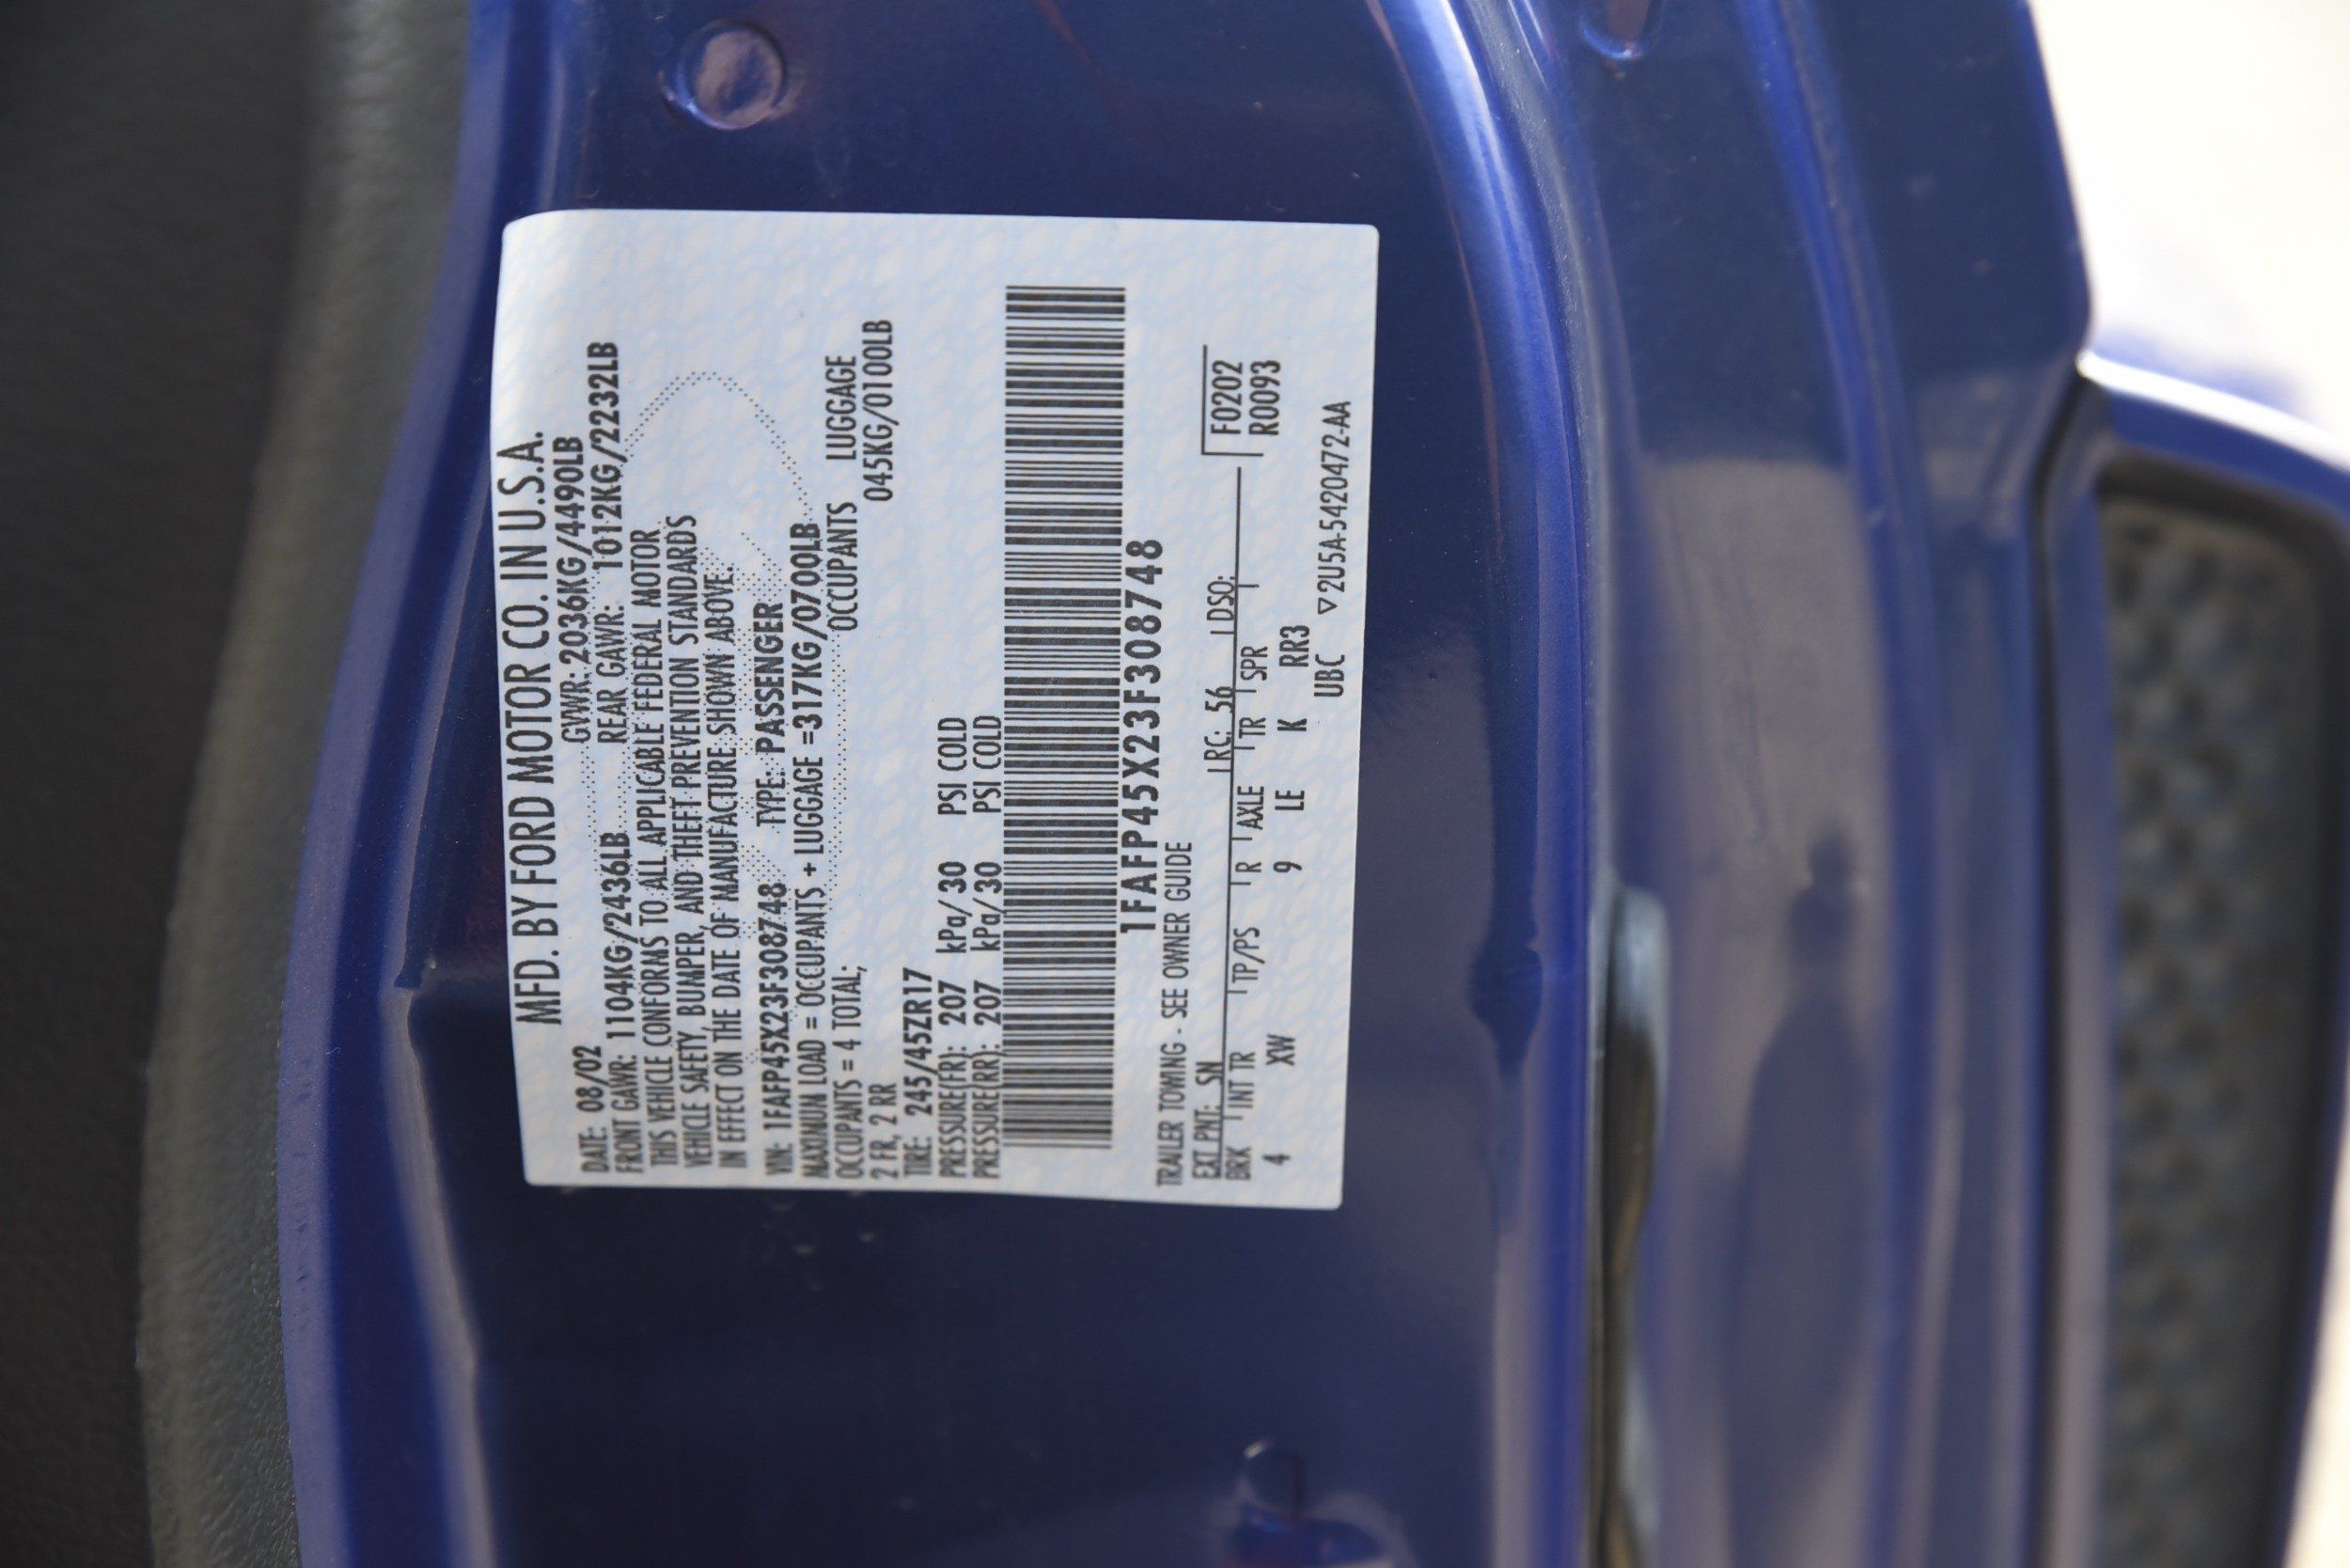 MFD. BY FORD MOTOR CO. IN U.S.A.
DATE: 08/02 GVWR: 2036KG/4490LB
FRONT GAWR: 1104KG/2436LB REAR GAWR: 1012KG/2232LB
THIS VEHICLE CONFORMS TO ALL APPLICABLE FEDERAL MOTOR
VEHICLE SAFETY, BUMPER, AND THEFT PREVENTION STANDARDS
IN EFFECT ON THE DATE OF MANUFACTURE SHOWN ABOVE.
VIN: 1FAFP45X23F308748 TYPE: PASSENGER
MAXIMUM LOAD = OCCUPANTS + LUGGAGE =317KG/0700LB
OCCUPANTS = 4 TOTAL; OCCUPANTS LUGGAGE
2 FR, 2 RR 045KG/0100LB
TIRE: 245/45ZR17
PRESSURE(FR): 207 kPa/30 PSI COLD
PRESSURE(RR): 207 kPa/30 PSI COLD
1FAFP45X23F308748
TRAILER TOWING - SEE OWNER GUIDE
EXT PNT: SN RC: 56 DSO: F0202
BRK INT TR TP/PS R AXLE TR SPR R0093
4 XW 9 LE K RR3
UBC ▽2U5A-5420472-AA